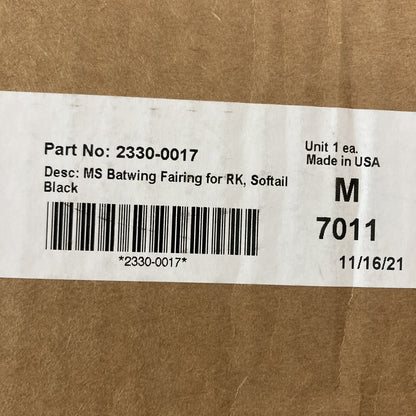 Part No: 2330-0017
Desc: MS Batwing Fairing for RK, Softail
Black
*2330-0017*
Unit 1 ea.
Made in USA
M
7011
11/16/21